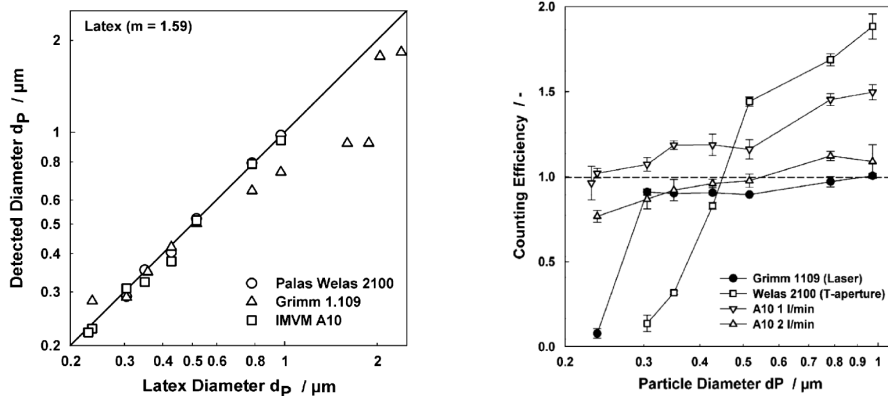 Latex (m = 1.59)
Detected Diameter dP / µm
2
1
0.8
0.6
0.5
0.4
0.3
0.2
Palas Welas 2100
Grimm 1.109
IMVM A10
0.2 0.3 0.4 0.5 0.6 0.8 1 2
Latex Diameter dP / µm
Counting Efficiency / -
2.0
1.5
1.0
0.5
0.0
Grimm 1109 (Laser)
Welas 2100 (T-aperture)
A10 1 l/min
A10 2 l/min
0.2 0.3 0.4 0.5 0.6 0.7 0.8 0.9 1
Particle Diameter dP / µm